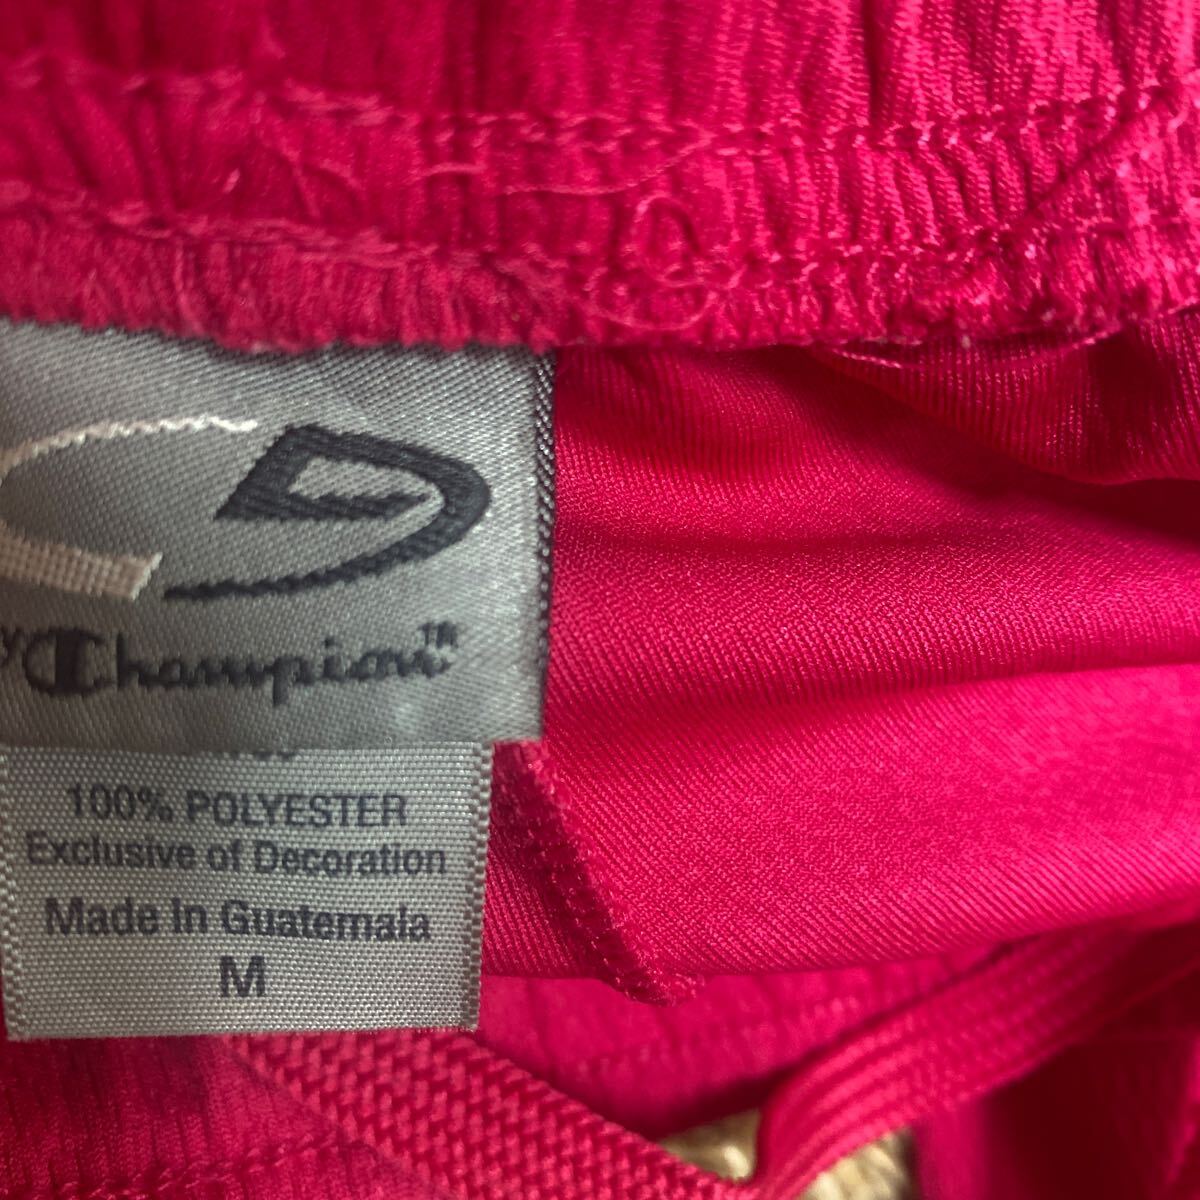 Champion™
100% POLYESTER
Exclusive of Decoration
Made In Guatemala
M